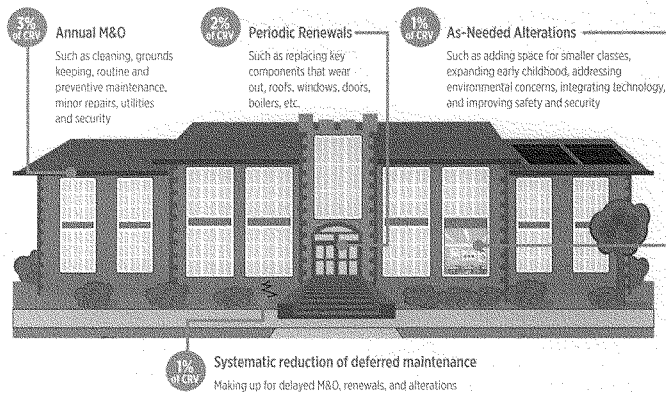 3%
of CRV
Annual M&O
Such as cleaning, grounds
keeping, routine and
preventive maintenance,
minor repairs, utilities
and security
2%
of CRV
Periodic Renewals
Such as replacing key
components that wear
out, roofs, windows, doors,
boilers, etc.
1%
of CRV
As-Needed Alterations
Such as adding space for smaller classes,
expanding early childhood, addressing
environmental concerns, integrating technology,
and improving safety and security
1%
of CRV
Systematic reduction of deferred maintenance
Making up for delayed M&O, renewals, and alterations